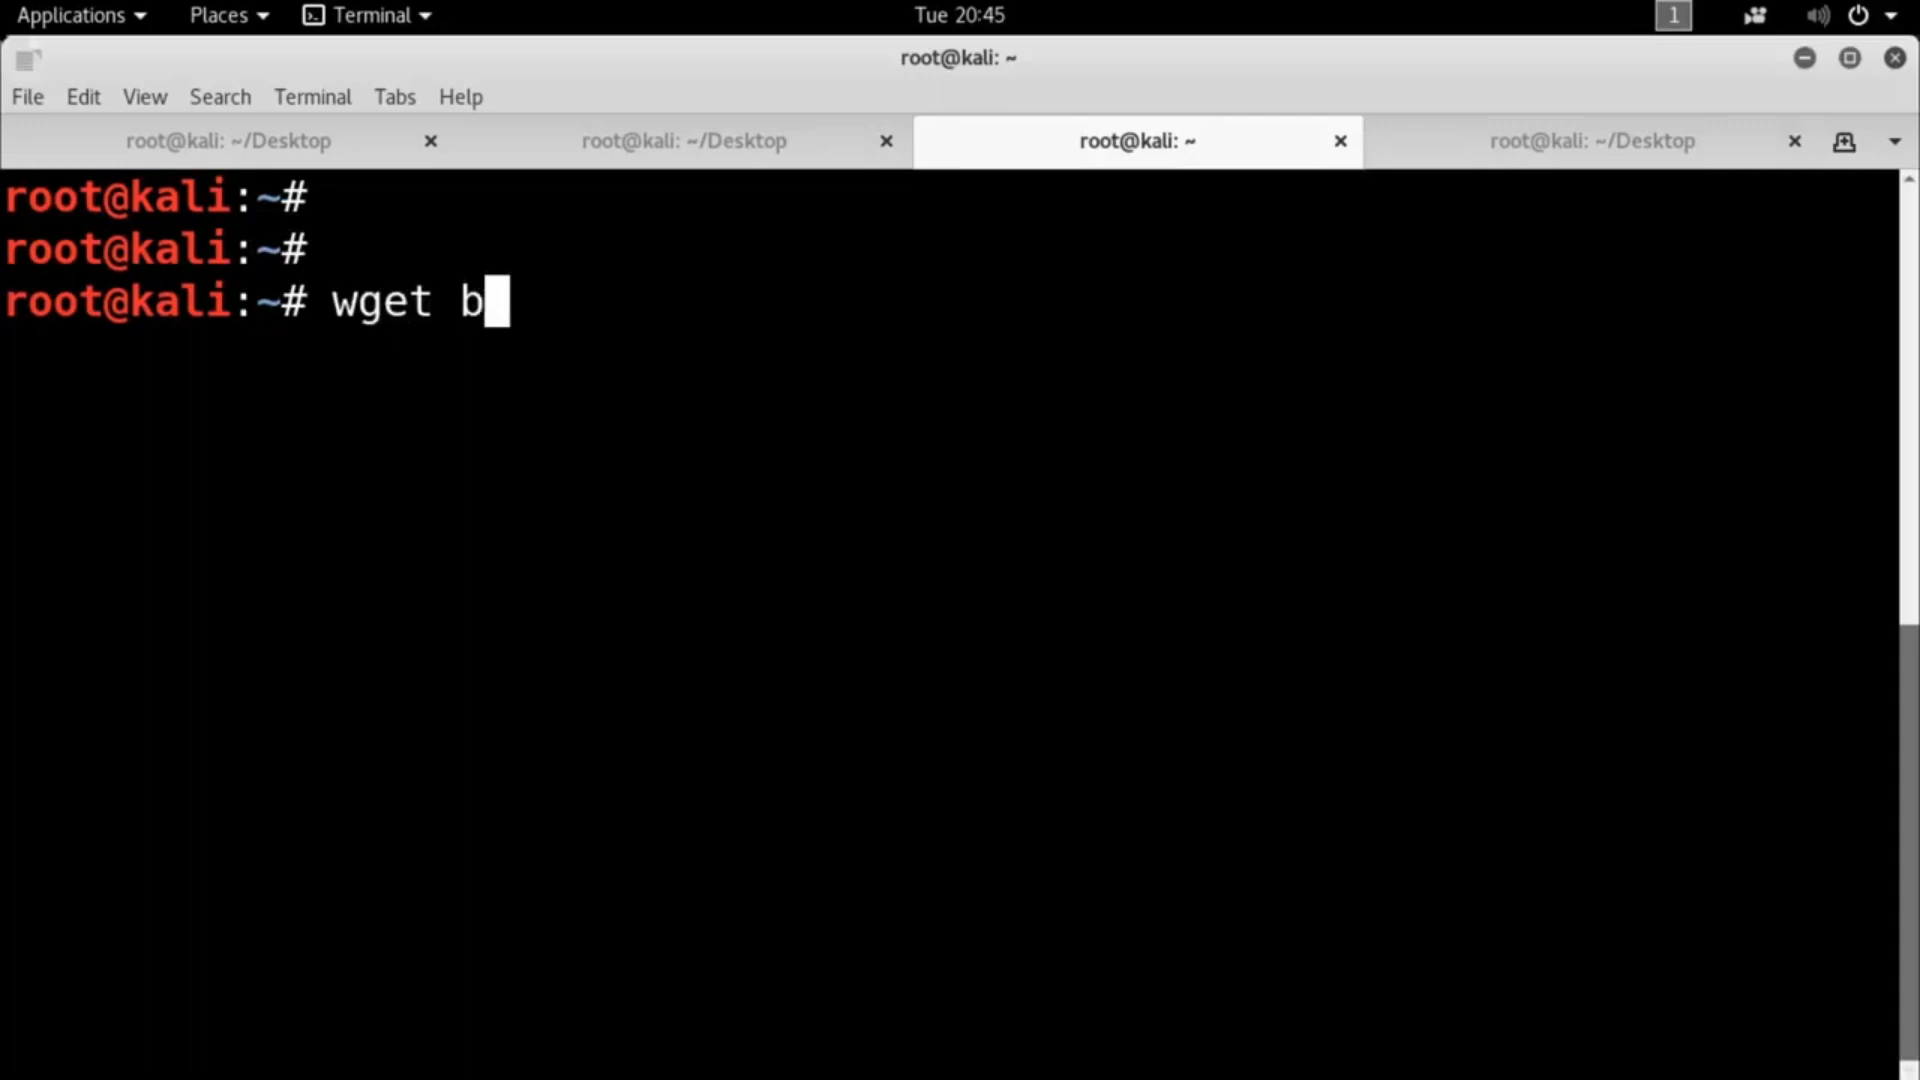 Applications Places Terminal Tue 20:45 1
root@kali: ~
File Edit View Search Terminal Tabs Help
root@kali: ~/Desktop root@kali: ~/Desktop root@kali: ~ root@kali: ~/Desktop
root@kali:~#
root@kali:~#
root@kali:~# wget b